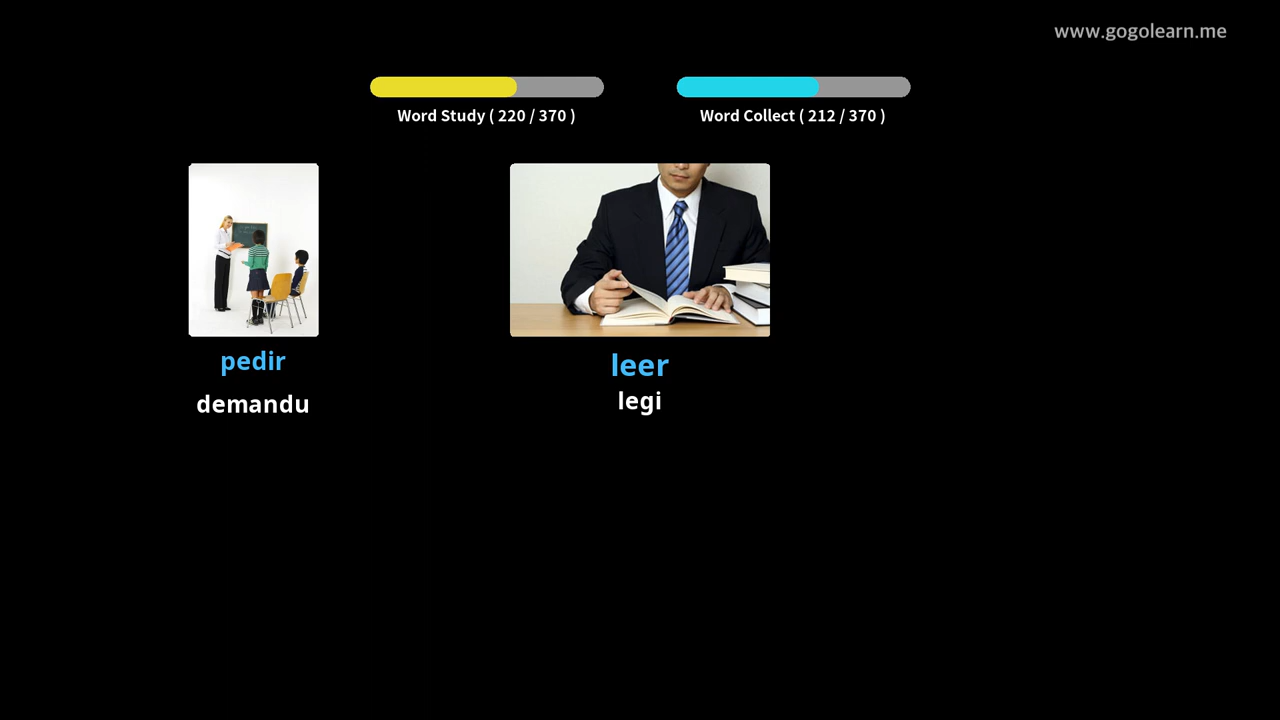 www.gogolearn.me
Word Study ( 220 / 370 )
Word Collect ( 212 / 370 )
pedir
demandu
leer
legi